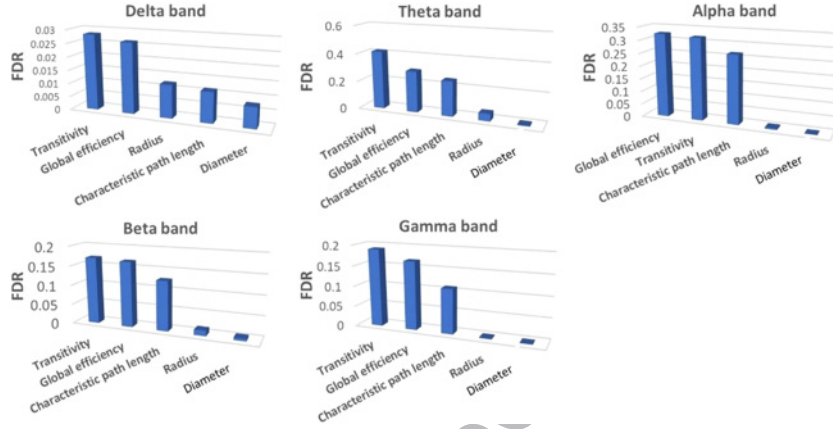 Delta band
FDR
0.03
0.025
0.02
0.015
0.01
0.005
0
Transitivity
Global efficiency
Radius
Characteristic path length
Diameter
Theta band
FDR
0.6
0.4
0.2
0
Transitivity
Global efficiency
Characteristic path length
Radius
Diameter
Alpha band
FDR
0.35
0.3
0.25
0.2
0.15
0.1
0.05
0
Global efficiency
Transitivity
Characteristic path length
Radius
Diameter
Beta band
FDR
0.2
0.15
0.1
0.05
0
Transitivity
Global efficiency
Characteristic path length
Radius
Diameter
Gamma band
FDR
0.2
0.15
0.1
0.05
0
Transitivity
Global efficiency
Characteristic path length
Radius
Diameter